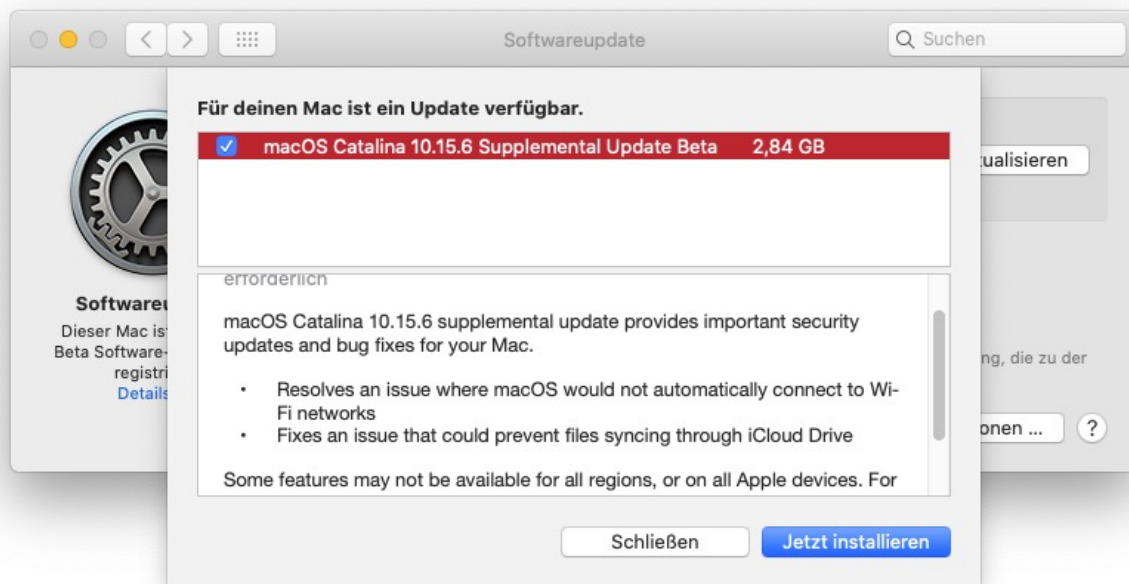 Softwareupdate
Suchen
Für deinen Mac ist ein Update verfügbar.
macOS Catalina 10.15.6 Supplemental Update Beta 2,84 GB
tualisieren
erforderlich
macOS Catalina 10.15.6 supplemental update provides important security
updates and bug fixes for your Mac.
• Resolves an issue where macOS would not automatically connect to Wi-
Fi networks
• Fixes an issue that could prevent files syncing through iCloud Drive
Some features may not be available for all regions, or on all Apple devices. For
Softwareu
Dieser Mac is
Beta Software-
registri
Details
ng, die zu der
onen ...
?
Schließen
Jetzt installieren